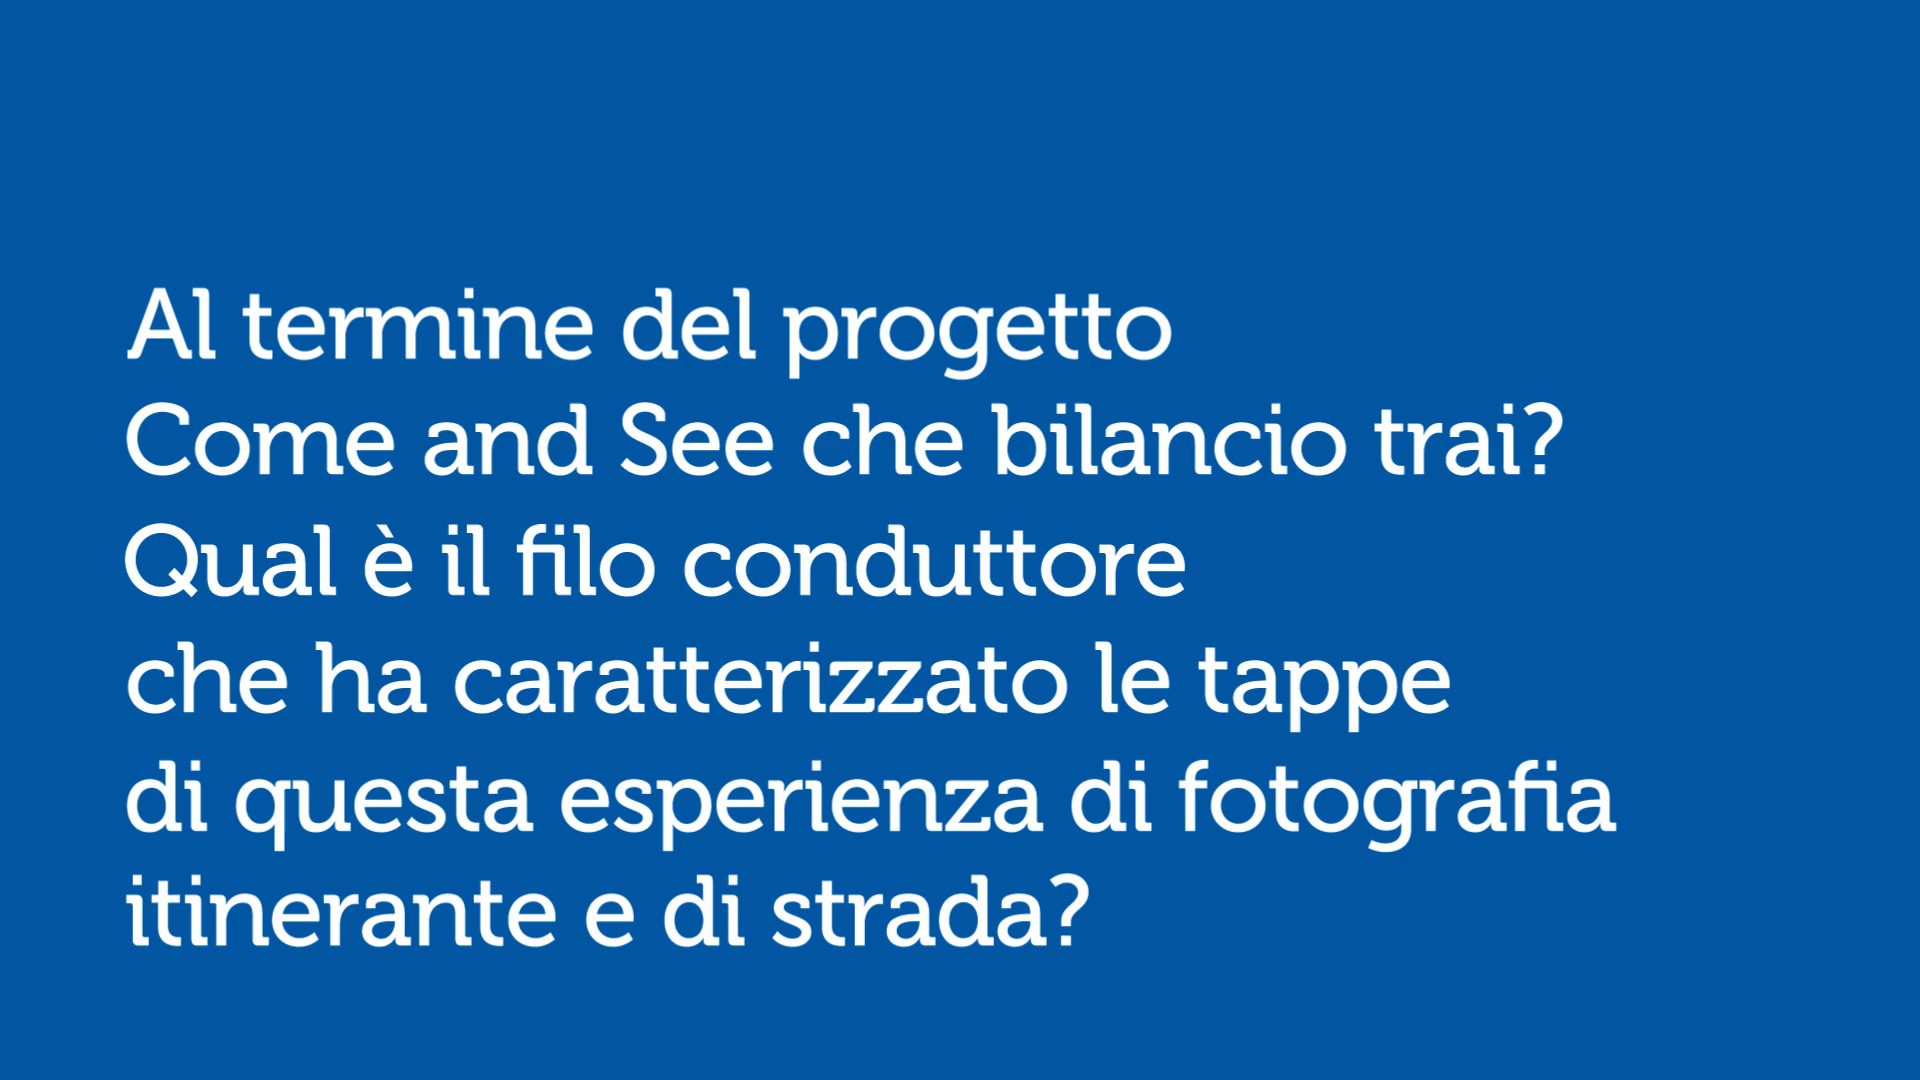 Al termine del progetto
Come and See che bilancio trai?
Qual è il filo conduttore
che ha caratterizzato le tappe
di questa esperienza di fotografia
itinerante e di strada?